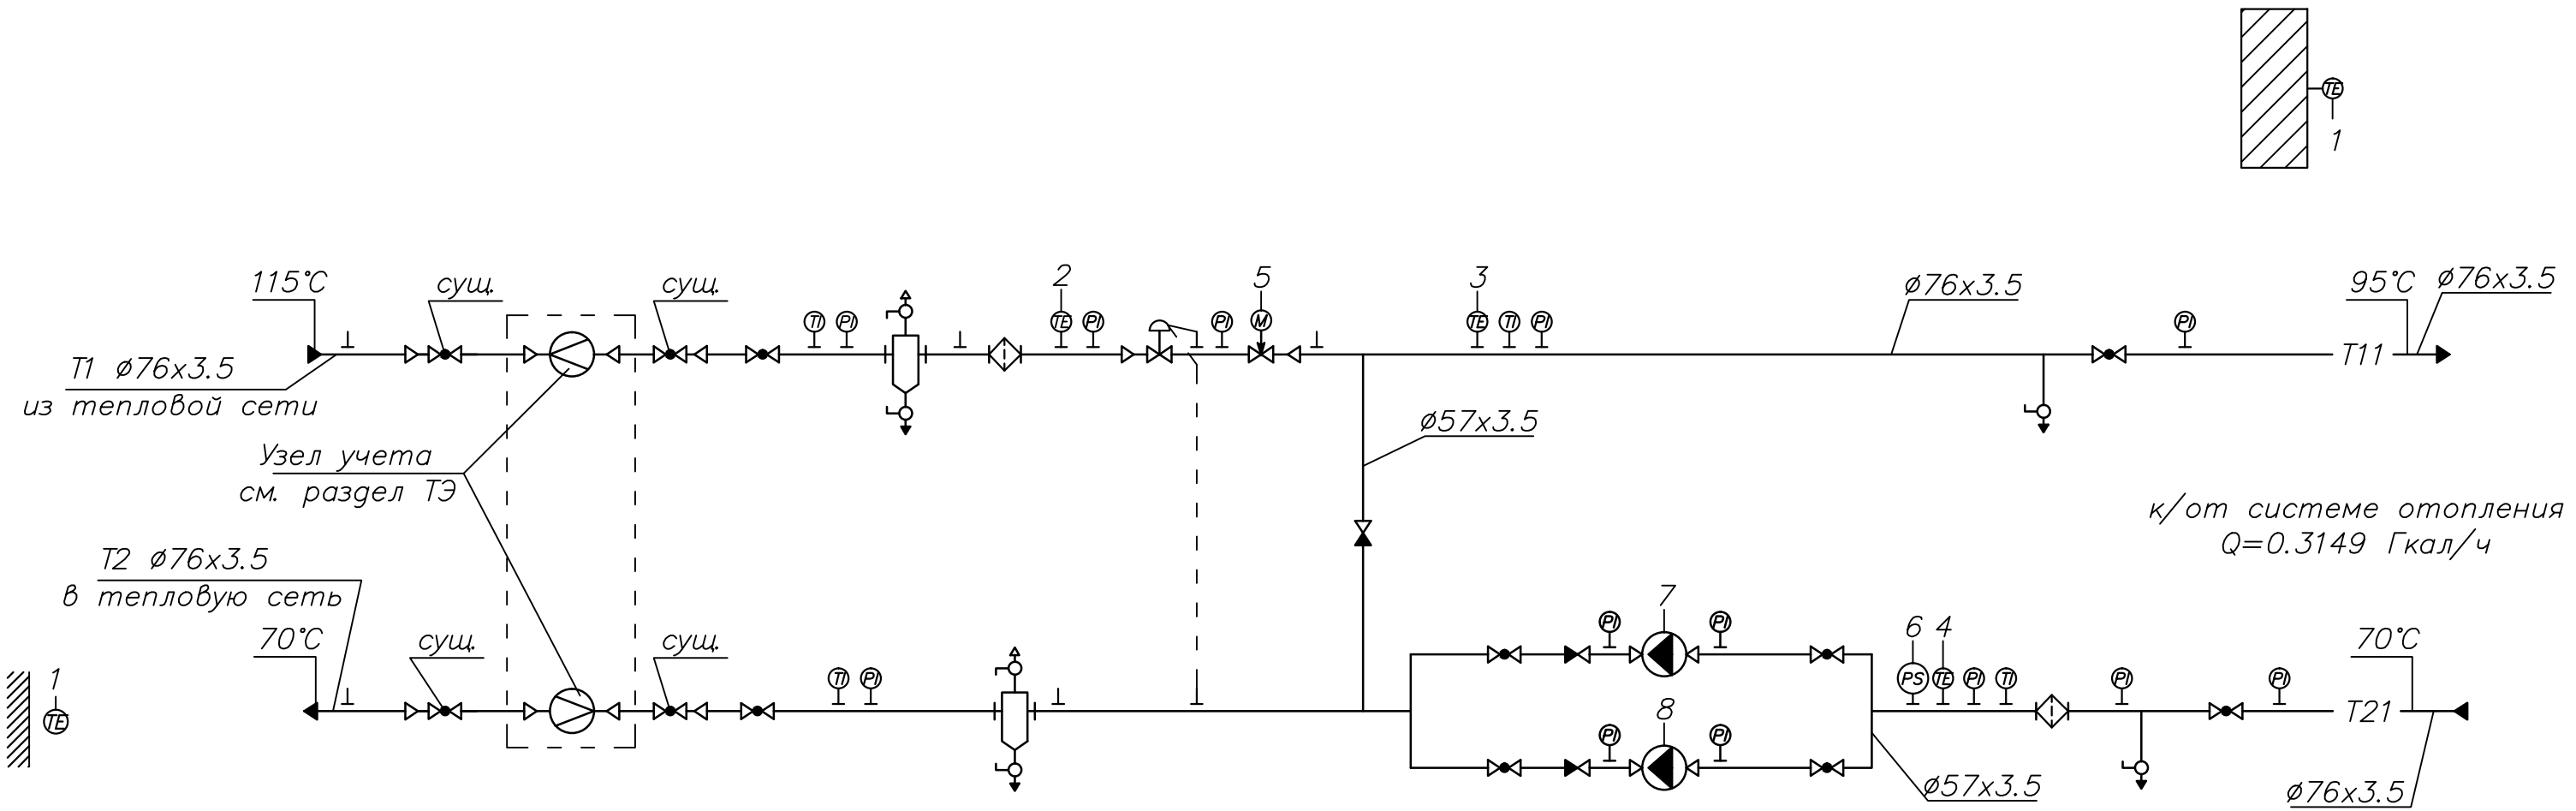 TE
1
115°C
сущ.
сущ.
2
5
3
ø76x3.5
95°C
ø76x3.5
TI
PI
TE
PI
PI
M
TE
TI
PI
PI
T1 ø76x3.5
из тепловой сети
T11
ø57x3.5
Узел учета
см. раздел ТЭ
к/от системе отопления
Q=0.3149 Гкал/ч
T2 ø76x3.5
в тепловую сеть
70°C
сущ.
сущ.
7
PI
PI
6
4
70°C
1
TE
TI
PI
PS
TE
PI
TI
PI
PI
T21
8
PI
PI
ø57x3.5
ø76x3.5